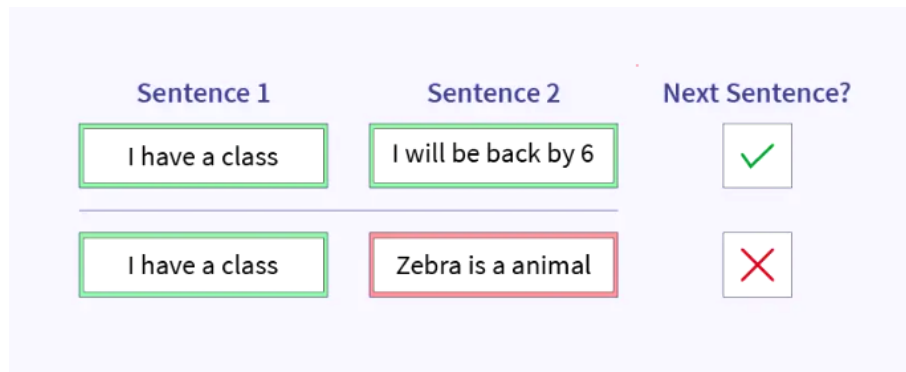 Sentence 1 Sentence 2 Next Sentence?
I have a class I will be back by 6
I have a class Zebra is a animal